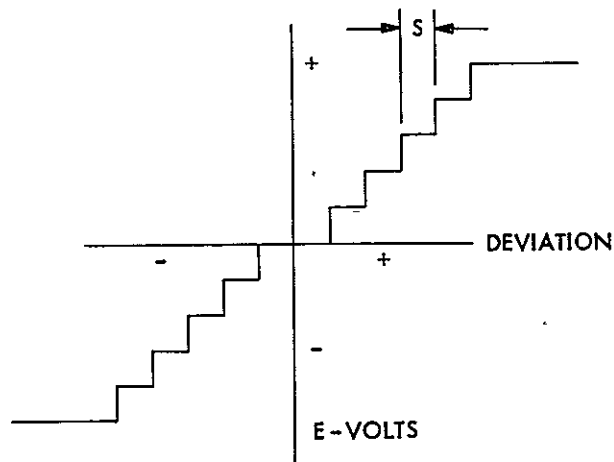 S
+
DEVIATION
-
+
-
E-VOLTS